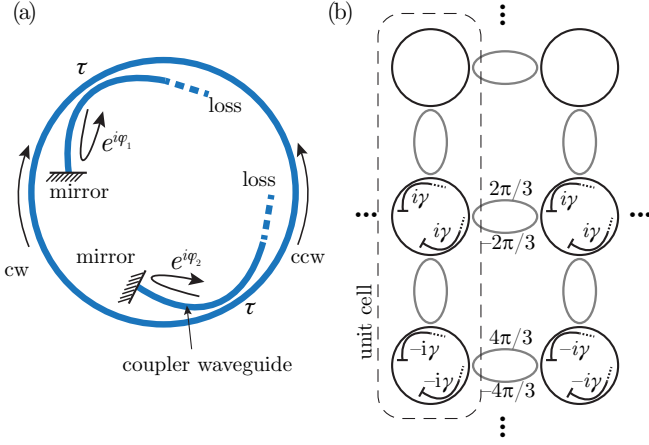 (a)
τ
loss
e^{iφ₁}
mirror
loss
mirror
e^{iφ₂}
cw
ccw
τ
coupler waveguide
(b)
2π/3
iγ
iγ
iγ
iγ
–2π/3
unit cell
4π/3
–iγ
–iγ
–iγ
–iγ
–4π/3